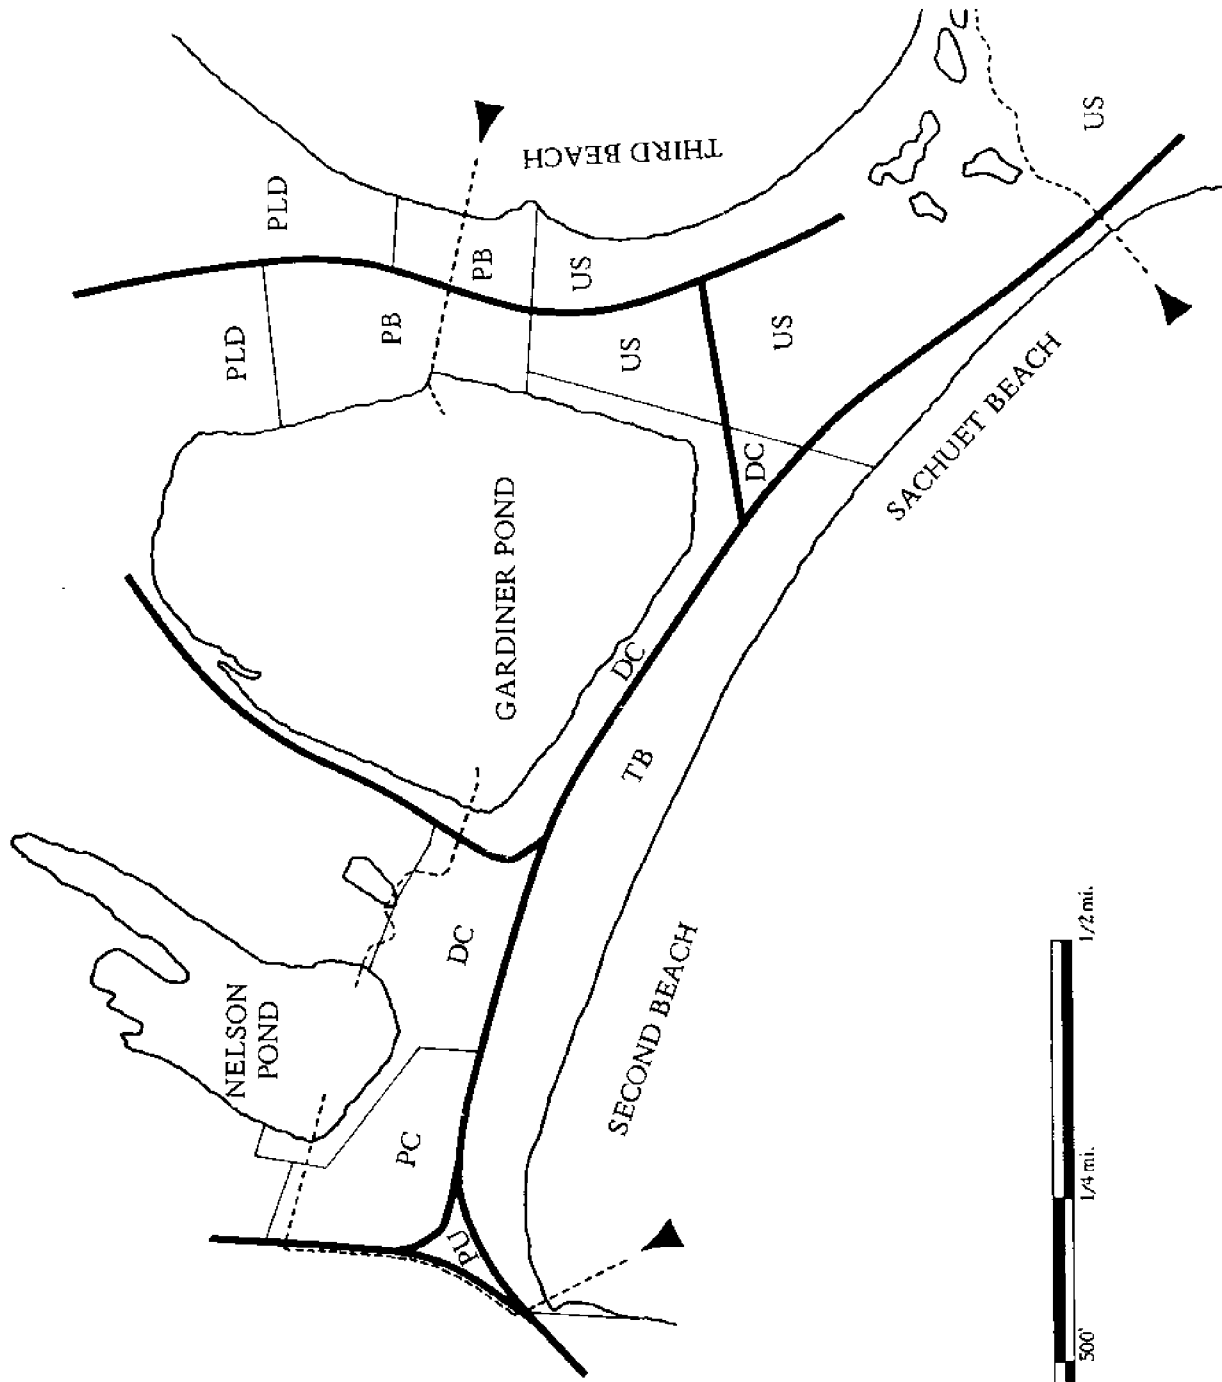 PLD
PLD
PB
PB
US
US
US
US
THIRD BEACH
DC
DC
DC
TB
GARDINER POND
SACHUET BEACH
NELSON
POND
SECOND BEACH
PC
PU
500'
1/4 mi.
1/2 mi.